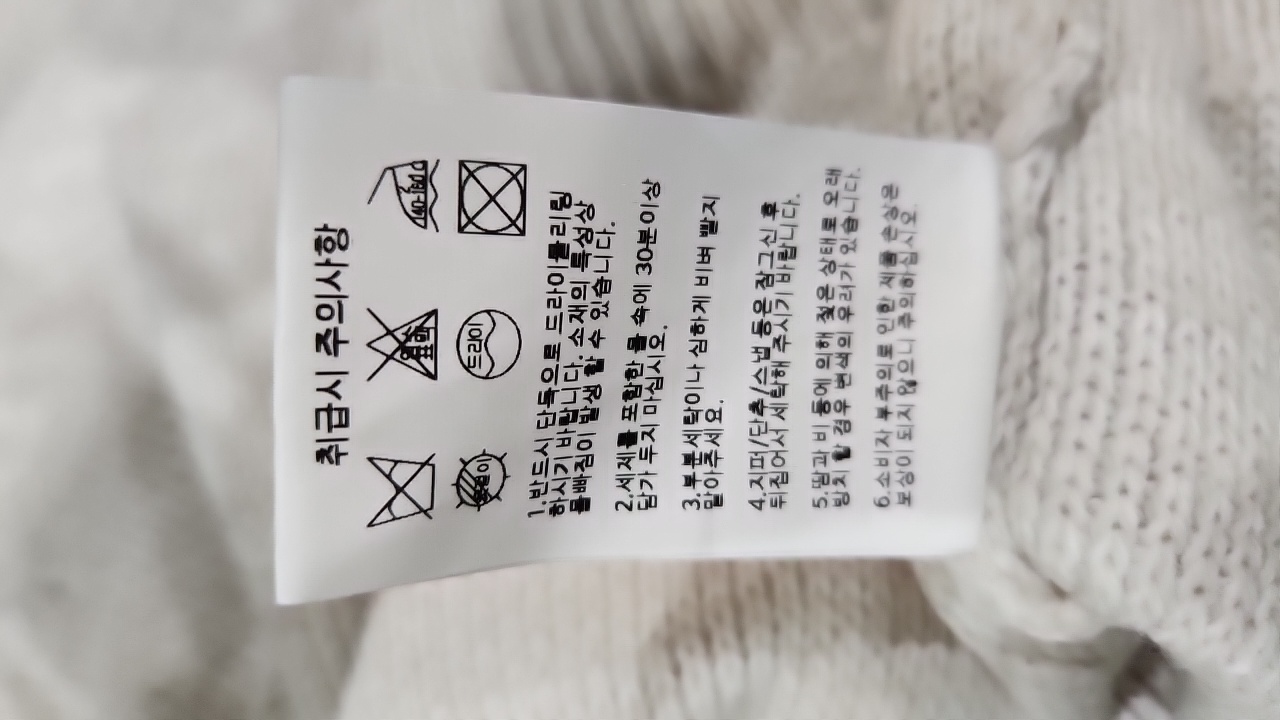 취급시 주의사항
140-160℃
염소
표백
드라이
1.반드시 단독으로 드라이클리링
하시기 바랍니다. 소재의 특성상
물빠짐이 발생 할 수 있습니다.
2.세제를 포함한 물 속에 30분이상
담가 두지 마십시오.
3.부분세탁이나 심하게 비벼 빨지
말아주세요.
4.지퍼/단추/스냅 등은 잠그신 후
뒤집어서 세탁해 주시기 바랍니다.
5.땀과 비 등에 의해 젖은 상태로 오래
방치 할 경우 변색의 우려가 있습니다.
6.소비자 부주의로 인한 제품 손상은
보상이 되지 않으니 주의하십시오.